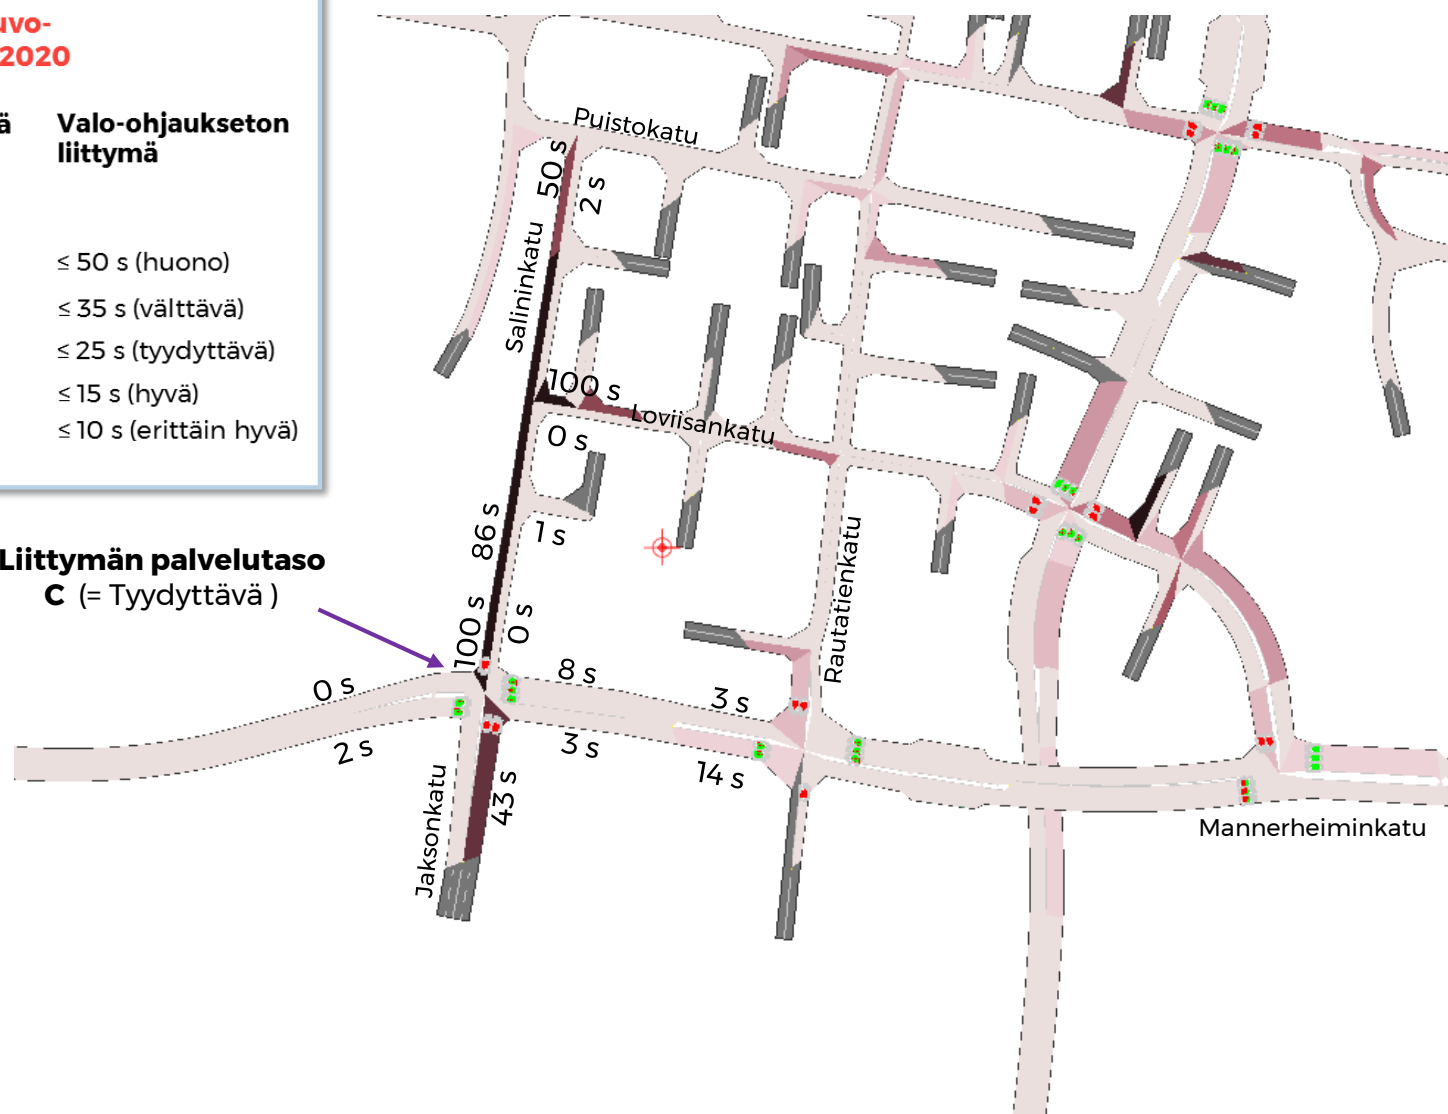 uvo-
2020
ä
Valo-ohjaukseton
liittymä
≤ 50 s (huono)
≤ 35 s (välttävä)
≤ 25 s (tyydyttävä)
≤ 15 s (hyvä)
≤ 10 s (erittäin hyvä)
Liittymän palvelutaso
C (= Tyydyttävä )
Puistokatu
50 s
2 s
Salininkatu
100 s
Loviisankatu
0 s
86 s
1 s
100 s
0 s
Rautatienkatu
0 s
8 s
3 s
2 s
3 s
14 s
43 s
Jaksonkatu
Mannerheiminkatu